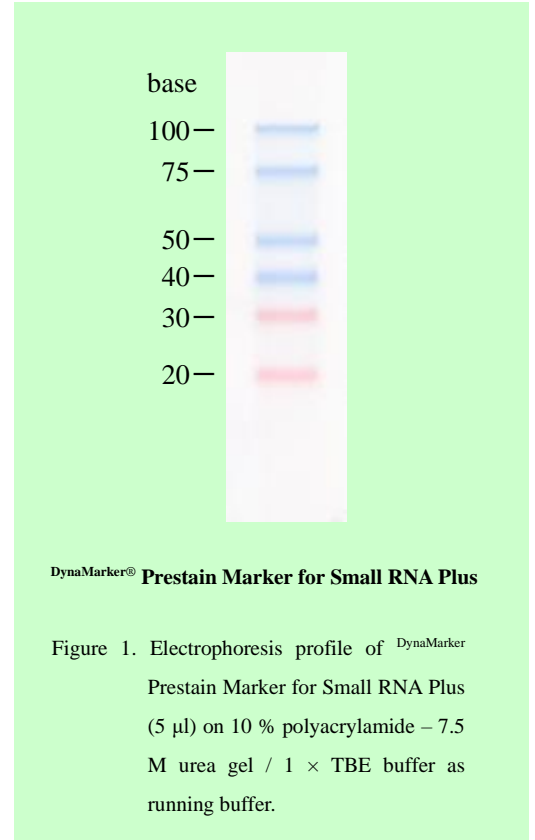 base
100
75
50
40
30
20
DynaMarker® Prestain Marker for Small RNA Plus
Figure 1. Electrophoresis profile of DynaMarker
Prestain Marker for Small RNA Plus
(5 μl) on 10 % polyacrylamide – 7.5
M urea gel / 1 × TBE buffer as
running buffer.